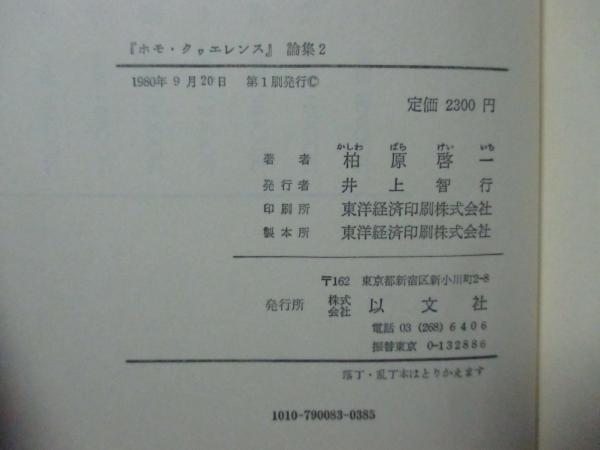 『ホモ・クヮエレンス』 論集2
1980年9月20日 第1刷発行©
定価 2300 円
かしわ ばら けい いち
著者 柏原啓一
発行者 井上智行
印刷所 東洋経済印刷株式会社
製本所 東洋経済印刷株式会社
〒162 東京都新宿区新小川町2-8
発行所 株式会社 以文社
電話 03 (268) 6406
振替東京 0-132886
落丁・乱丁本はとりかえます
1010-790083-0385